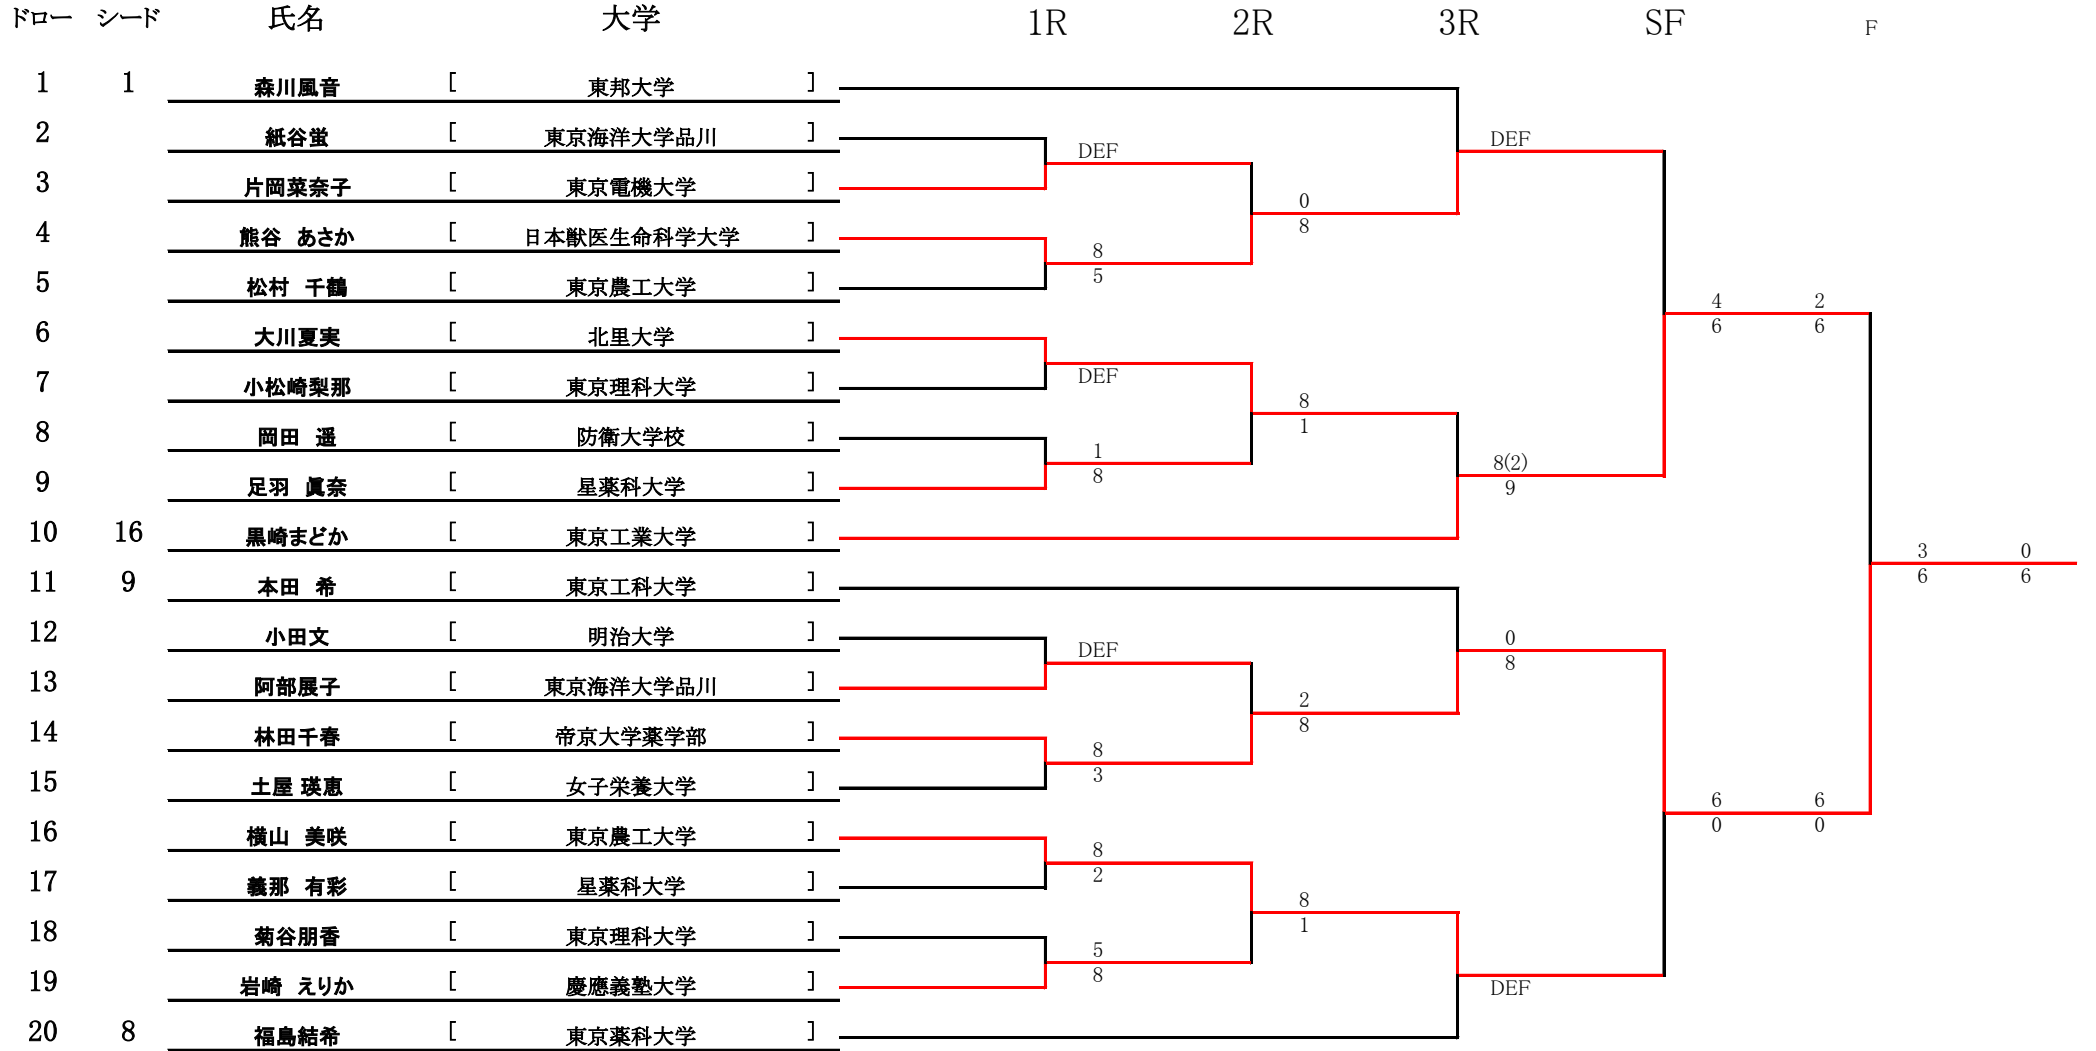 ドロー シード 氏名 大学 1R 2R 3R SF F
1 1 森川風音 [ 東邦大学 ]
2 紙谷蛍 [ 東京海洋大学品川 ] DEF DEF
3 片岡菜奈子 [ 東京電機大学 ] 0
4 熊谷 あさか [ 日本獣医生命科学大学 ] 8 8
5 松村 千鶴 [ 東京農工大学 ] 5 4 2
6 大川夏実 [ 北里大学 ] 6 6
7 小松崎梨那 [ 東京理科大学 ] DEF 8
8 岡田 遥 [ 防衛大学校 ] 1 1
9 足羽 眞奈 [ 星薬科大学 ] 8 8(2) 9
10 16 黒崎まどか [ 東京工業大学 ] 3 0
11 9 本田 希 [ 東京工科大学 ] 6 6
12 小田文 [ 明治大学 ] DEF 0
13 阿部展子 [ 東京海洋大学品川 ] 2 8
14 林田千春 [ 帝京大学薬学部 ] 8 8
15 土屋 瑛恵 [ 女子栄養大学 ] 3 6 6
16 横山 美咲 [ 東京農工大学 ] 8 0 0
17 義那 有彩 [ 星薬科大学 ] 2 8
18 菊谷朋香 [ 東京理科大学 ] 5 1
19 岩崎 えりか [ 慶應義塾大学 ] 8 DEF
20 8 福島結希 [ 東京薬科大学 ]